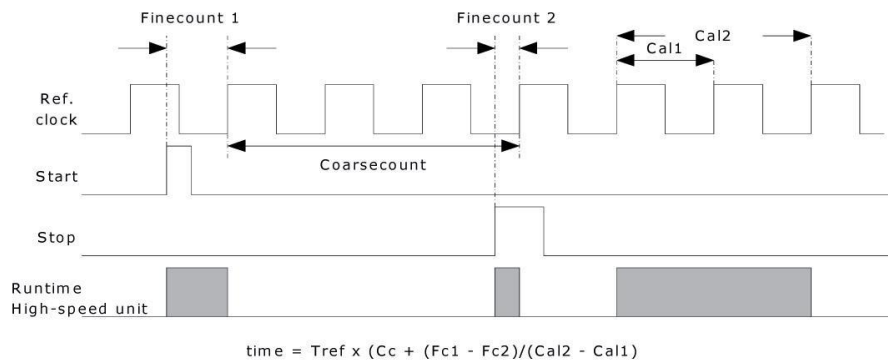 Finecount 1
Finecount 2
Cal2
Cal1
Ref.
clock
Coarsecount
Start
Stop
Runtime
High-speed unit
time = Tref x (Cc + (Fc1 - Fc2)/(Cal2 - Cal1)